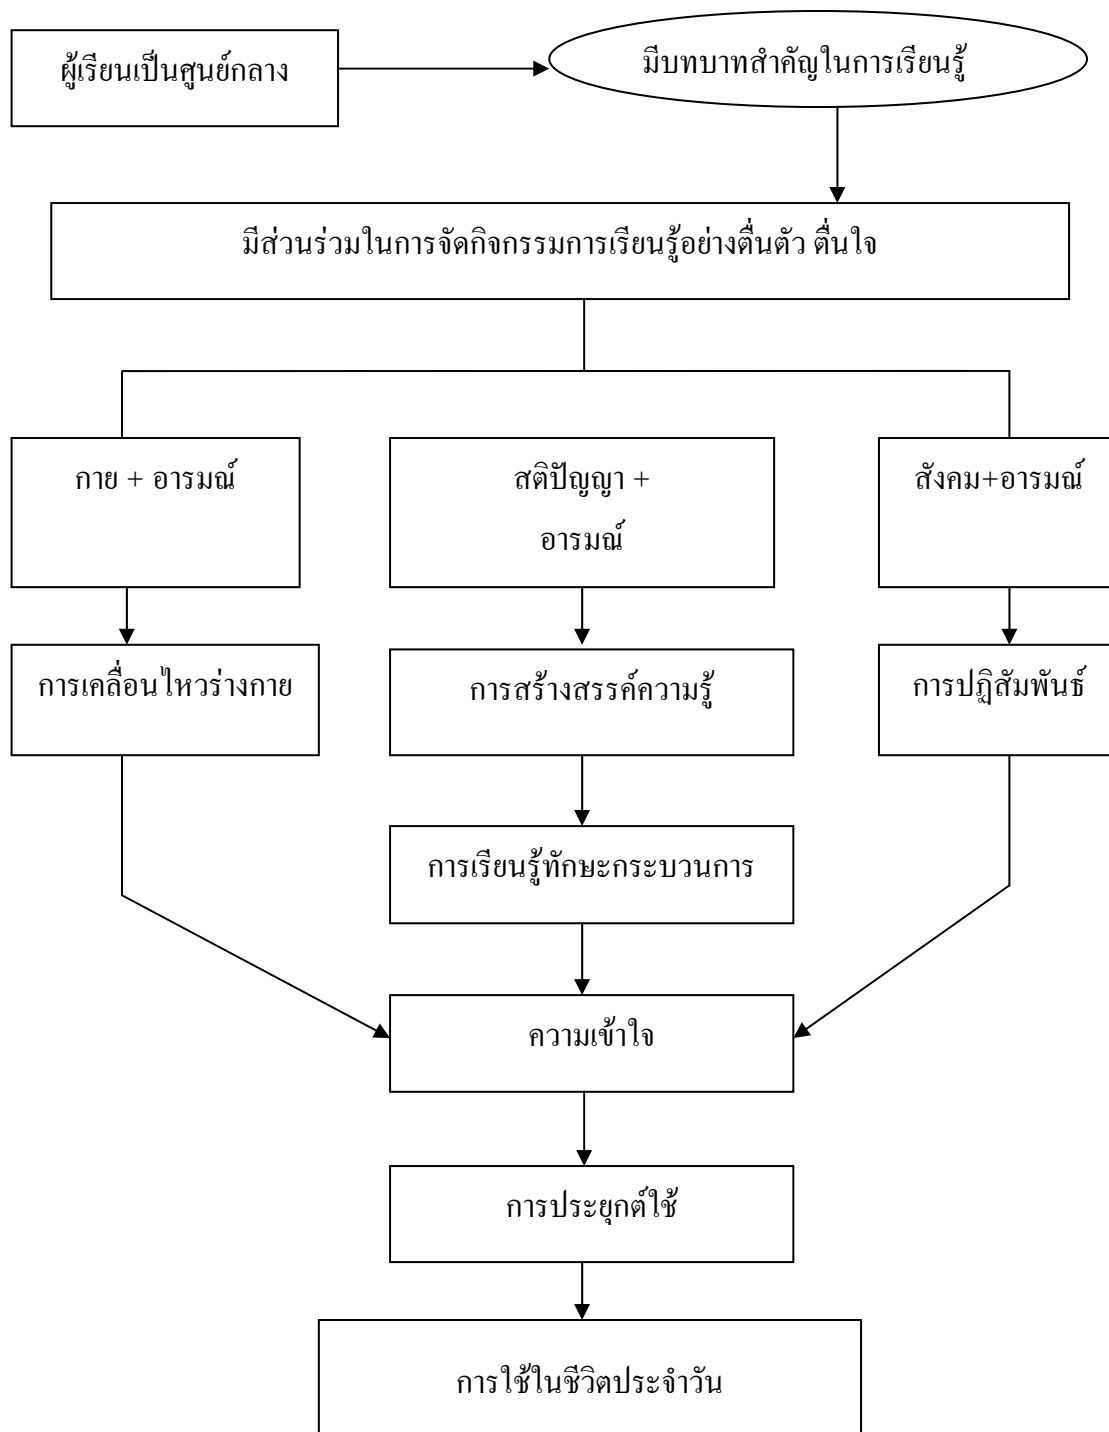 ผู้เรียนเป็นศูนย์กลาง
มีบทบาทสำคัญในการเรียนรู้
มีส่วนร่วมในการจัดกิจกรรมการเรียนรู้อย่างตื่นตัว ตื่นใจ
กาย + อารมณ์
สติปัญญา +
อารมณ์
สังคม+อารมณ์
การเคลื่อนไหวร่างกาย
การสร้างสรรค์ความรู้
การปฏิสัมพันธ์
การเรียนรู้ทักษะกระบวนการ
ความเข้าใจ
การประยุกต์ใช้
การใช้ในชีวิตประจำวัน